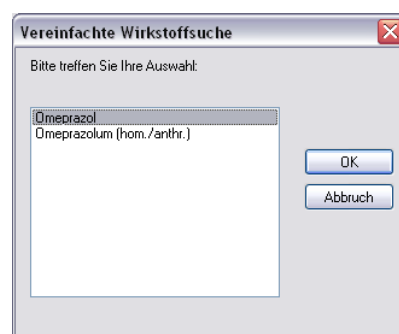 Vereinfachte Wirkstoffsuche
Bitte treffen Sie Ihre Auswahl:
Omeprazol
Omeprazolum (hom./anthr.)
OK
Abbruch